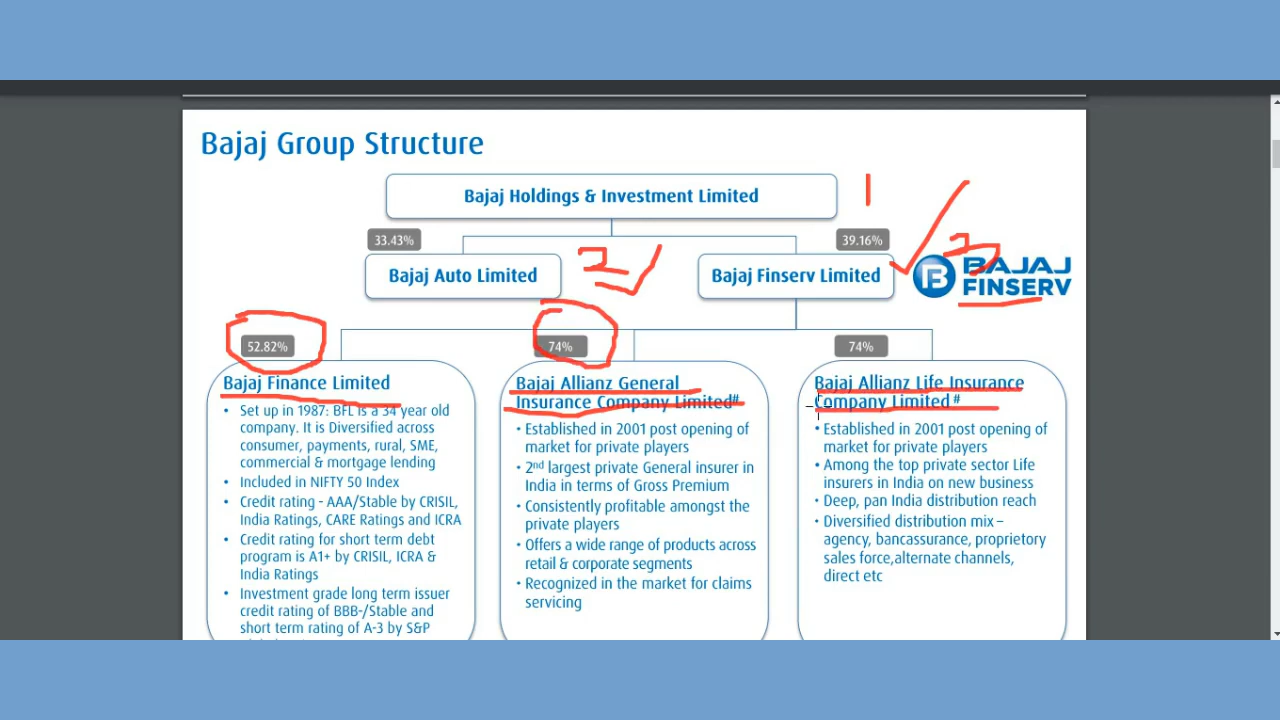 Bajaj Group Structure
Bajaj Holdings & Investment Limited
1
33.43%
39.16%
Bajaj Auto Limited
2
Bajaj Finserv Limited
3
BAJAJ
FINSERV
52.82%
74%
74%
Bajaj Finance Limited
• Set up in 1987: BFL is a 34 year old
company. It is Diversified across
consumer, payments, rural, SME,
commercial & mortgage lending
• Included in NIFTY 50 Index
• Credit rating - AAA/Stable by CRISIL,
India Ratings, CARE Ratings and ICRA
• Credit rating for short term debt
program is A1+ by CRISIL, ICRA &
India Ratings
• Investment grade long term issuer
credit rating of BBB-/Stable and
short term rating of A-3 by S&P
Bajaj Allianz General
Insurance Company Limited#
• Established in 2001 post opening of
market for private players
• 2nd largest private General insurer in
India in terms of Gross Premium
• Consistently profitable amongst the
private players
• Offers a wide range of products across
retail & corporate segments
• Recognized in the market for claims
servicing
Bajaj Allianz Life Insurance
Company Limited #
• Established in 2001 post opening of
market for private players
• Among the top private sector Life
insurers in India on new business
• Deep, pan India distribution reach
• Diversified distribution mix –
agency, bancassurance, proprietory
sales force,alternate channels,
direct etc